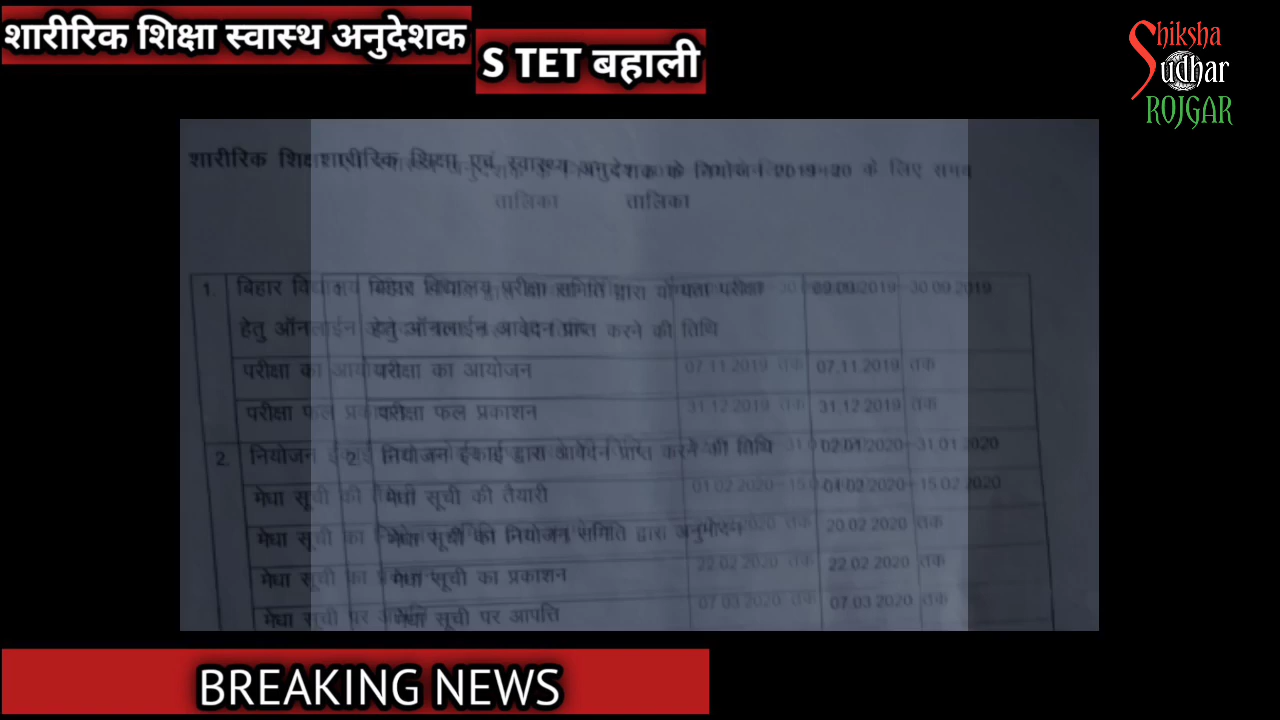 शारीरिक शिक्षा स्वास्थ अनुदेशक
S TET बहाली
Shiksha
Sudhar
ROJGAR
शारीरिक शिक्षा एवं स्वास्थ्य अनुदेशक के नियोजन 2019-20 के लिए समय
तालिका
1. बिहार विद्यालय परीक्षा समिति द्वारा परीक्षा 09.09.2019 - 30.09.2019
हेतु ऑनलाईन आवेदन प्राप्त करने की तिथि
परीक्षा का आयोजन 07.11.2019 तक
परीक्षा फल प्रकाशन 31.12.2019 तक
2. नियोजन ईकाई द्वारा आवेदन प्राप्ति करने की तिथि 02.01.2020 - 31.01.2020
मेधा सूची की तैयारी 01.02.2020 - 15.02.2020
मेधा सूची की नियोजन समिति द्वारा अनुमोदन 20.02.2020 तक
मेधा सूची का प्रकाशन 22.02.2020 तक
मेधा सूची पर आपत्ति 07.03.2020 तक
BREAKING NEWS